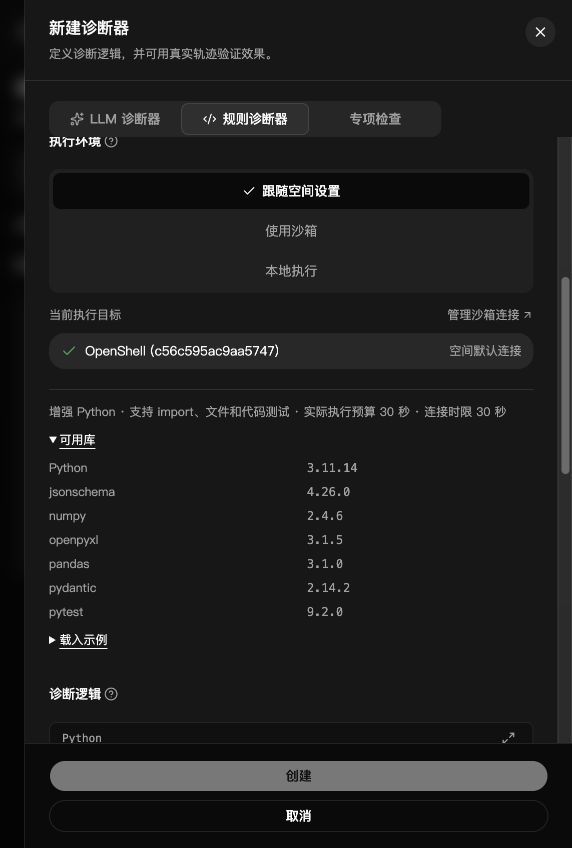 新建诊断器
定义诊断逻辑，并可用真实轨迹验证效果。
LLM 诊断器 规则诊断器 专项检查
执行环境
跟随空间设置
使用沙箱
本地执行
当前执行目标 管理沙箱连接
OpenShell (c56c595ac9aa5747) 空间默认连接
增强 Python · 支持 import、文件和代码测试 · 实际执行预算 30 秒 · 连接时限 30 秒
可用库
Python 3.11.14
jsonschema 4.26.0
numpy 2.4.6
openpyxl 3.1.5
pandas 3.1.0
pydantic 2.14.2
pytest 9.2.0
载入示例
诊断逻辑
Python
创建
取消